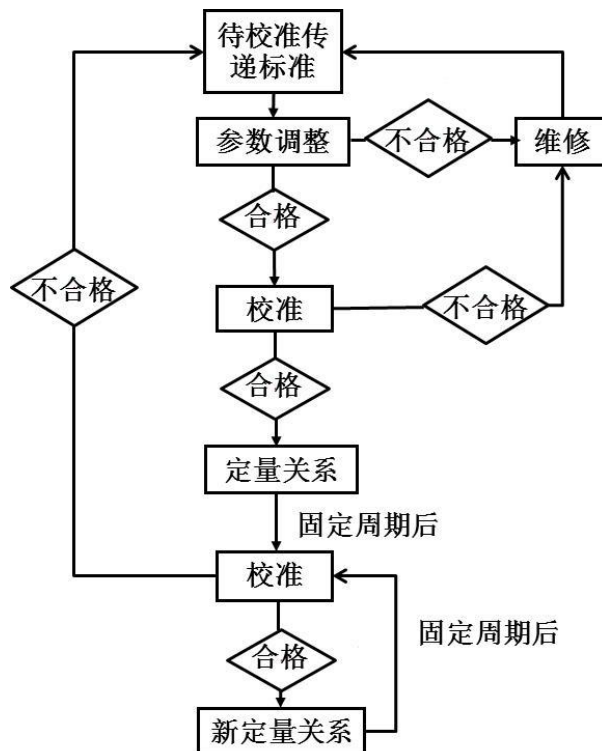 待校准传
递标准
参数调整
不合格
维修
合格
不合格
校准
不合格
合格
定量关系
固定周期后
校准
固定周期后
合格
新定量关系